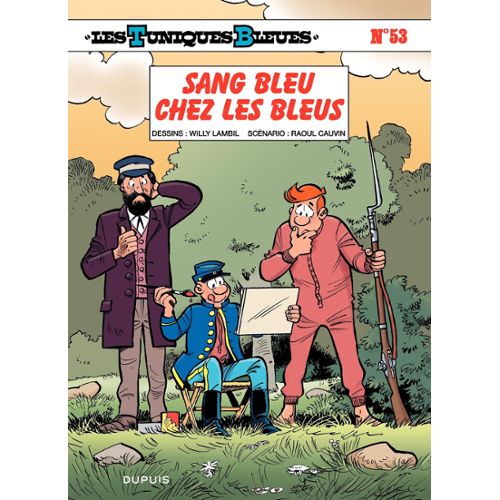 "LES TUNIQUES BLEUES"
N°53
SANG BLEU
CHEZ LES BLEUS
DESSINS : WILLY LAMBIL    SCÉNARIO : RAOUL CAUVIN
DUPUIS